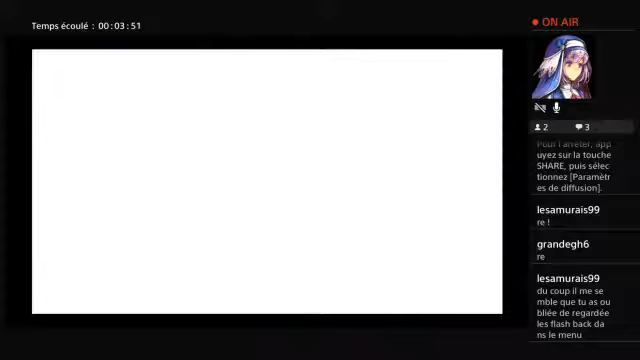 Temps écoulé : 00:03:51
ON AIR
2
3
Pour l'arrêter, app
uyez sur la touche
SHARE, puis sélec
tionnez [Paramètr
es de diffusion].
lesamurais99
re !
grandegh6
re
lesamurais99
du coup il me se
mble que tu as ou
bliée de regardée
les flash back da
ns le menu